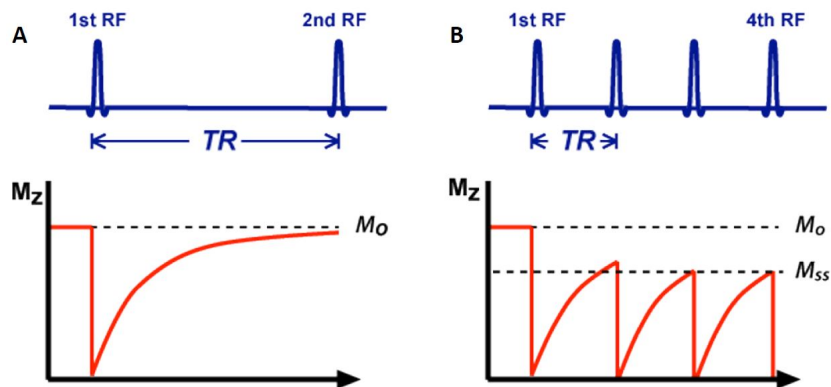 A
1st RF
2nd RF
TR
Mz
Mo
B
1st RF
4th RF
TR
Mz
Mo
Mss